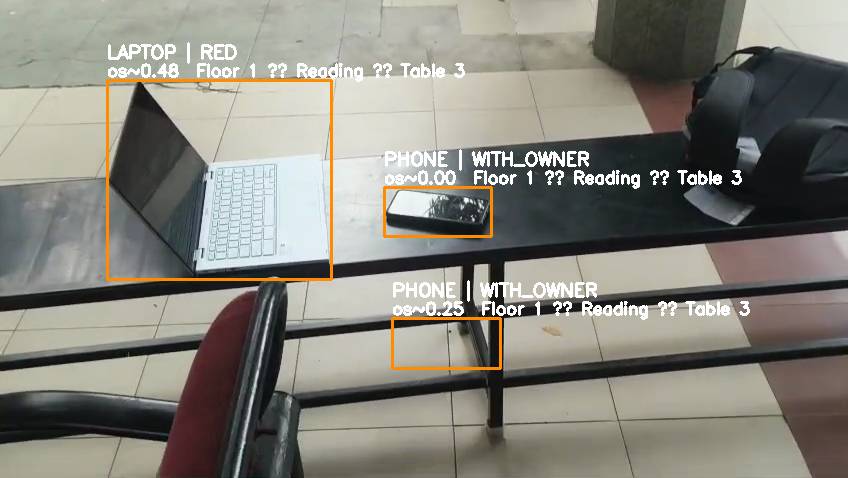 LAPTOP | RED
os~0.48 Floor 1 ?? Reading ?? Table 3
PHONE | WITH_OWNER
os~0.00 Floor 1 ?? Reading ?? Table 3
PHONE | WITH_OWNER
os~0.25 Floor 1 ?? Reading ?? Table 3